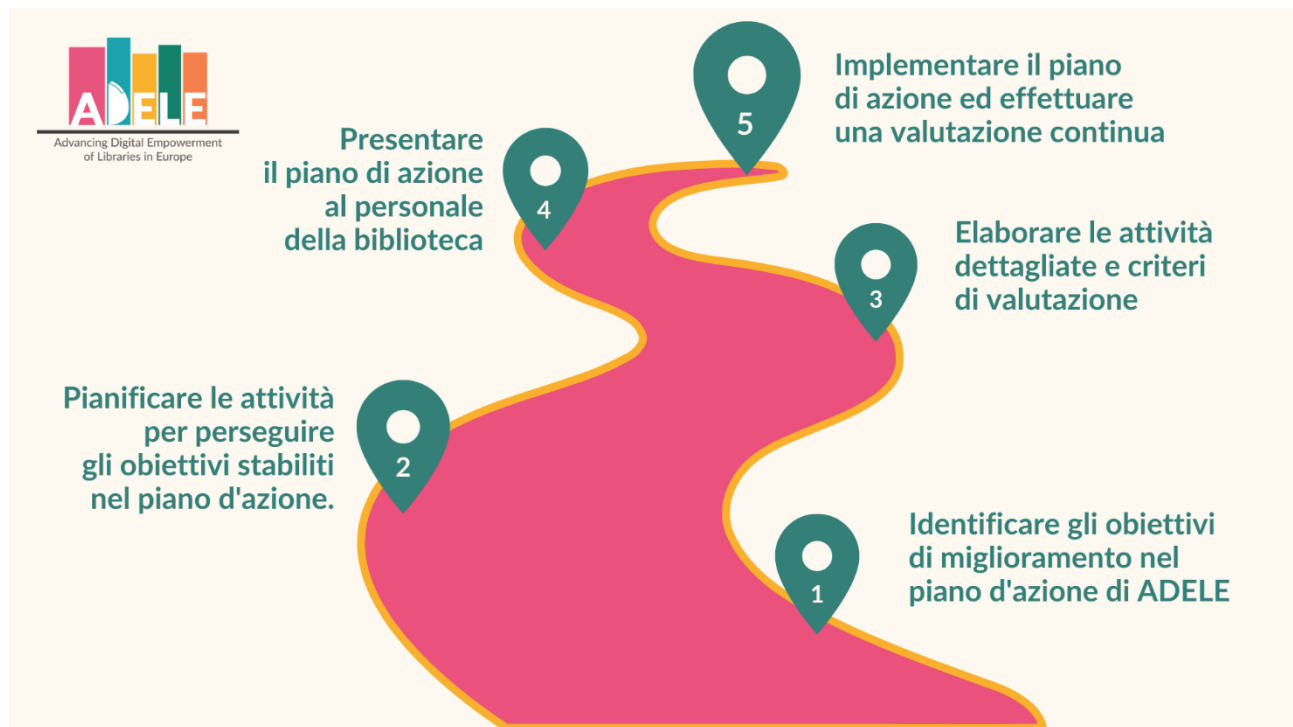 ADELE
Advancing Digital Empowerment
of Libraries in Europe
Implementare il piano
di azione ed effettuare
una valutazione continua
5
Presentare
il piano di azione
al personale
della biblioteca
4
Elaborare le attività
dettagliate e criteri
di valutazione
3
Pianificare le attività
per perseguire
gli obiettivi stabiliti
nel piano d'azione.
2
Identificare gli obiettivi
di miglioramento nel
piano d'azione di ADELE
1